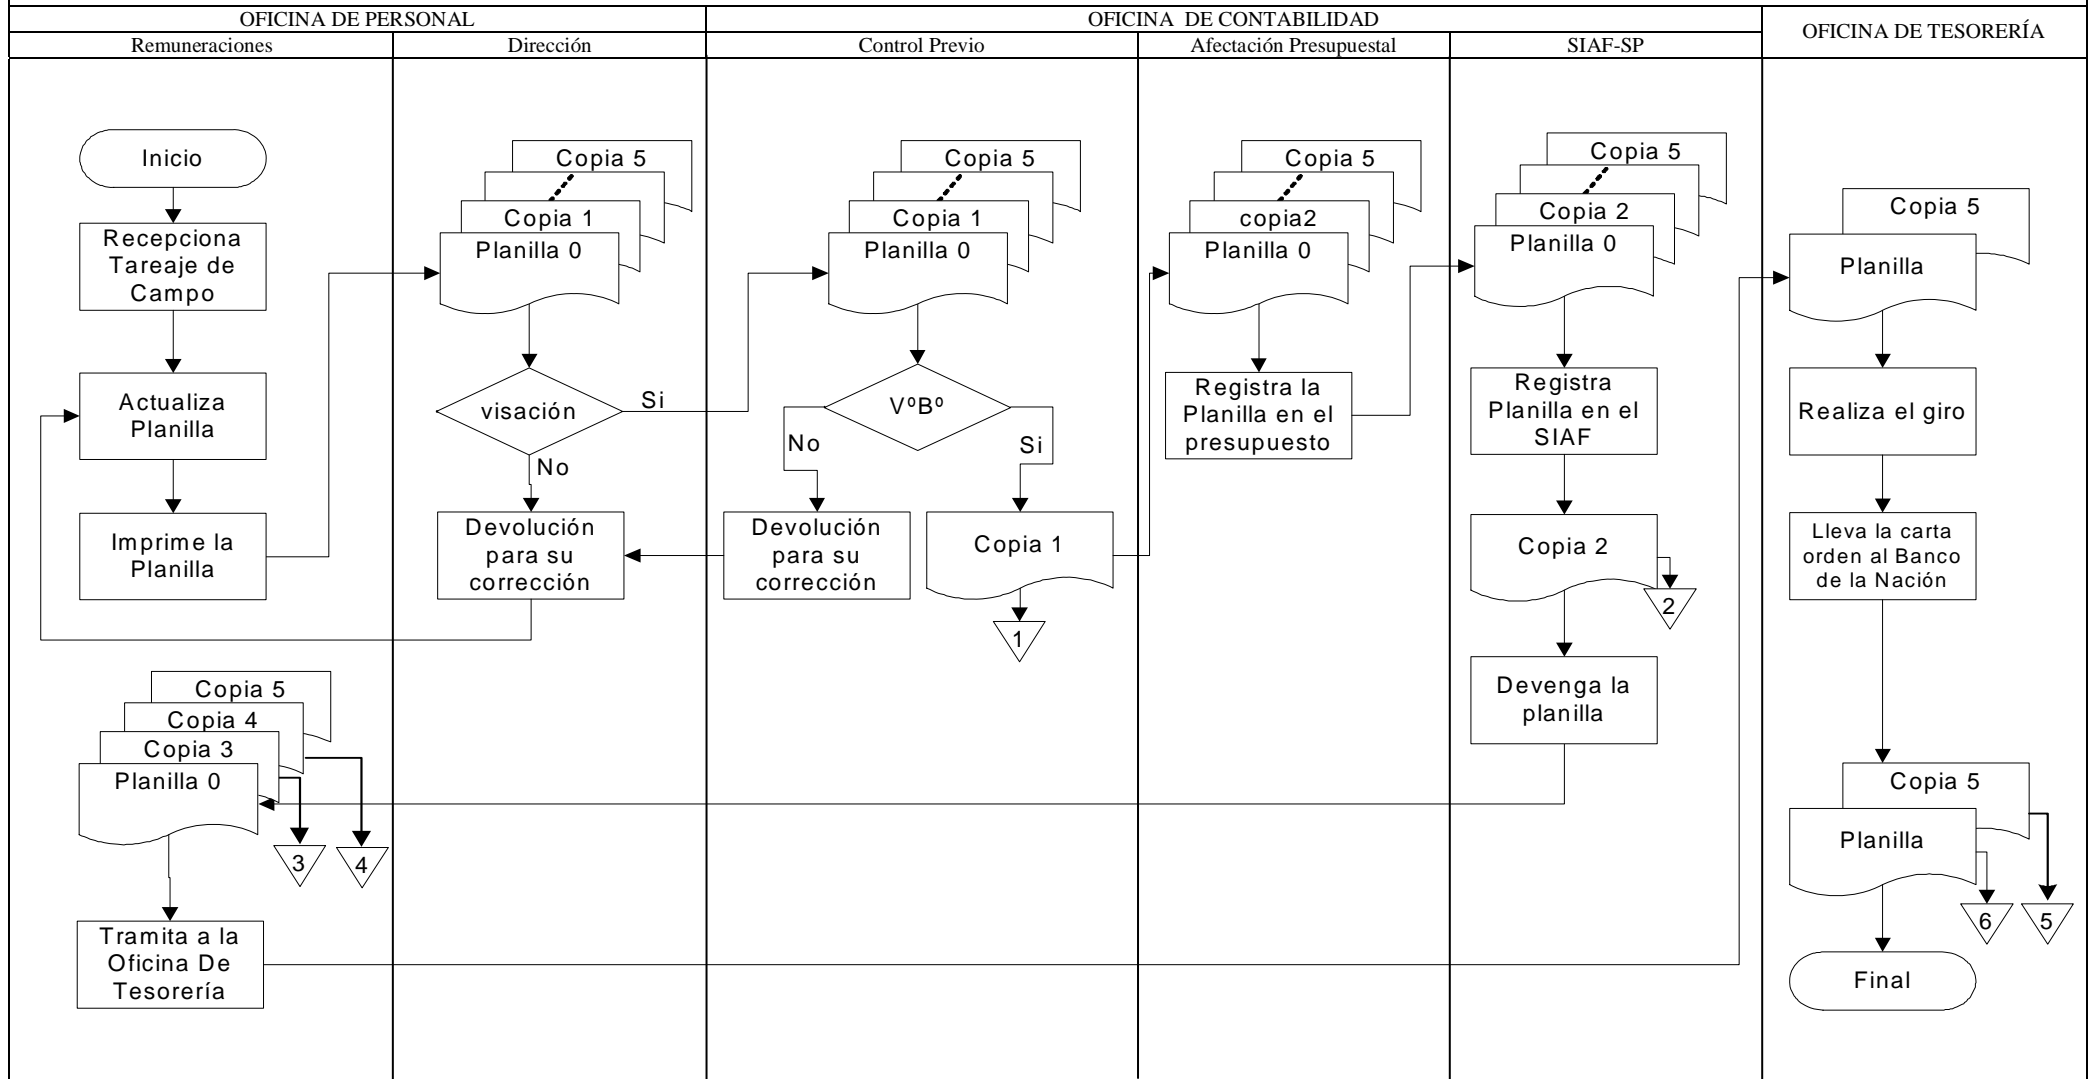 OFICINA DE PERSONAL
OFICINA DE CONTABILIDAD
OFICINA DE TESORERÍA
Remuneraciones
Dirección
Control Previo
Afectación Presupuestal
SIAF-SP
Inicio
Recepciona
Tareaje de
Campo
Actualiza
Planilla
Imprime la
Planilla
Copia 5
Copia 4
Copia 3
Planilla 0
3
4
Tramita a la
Oficina De
Tesorería
Copia 5
Copia 1
Planilla 0
visación
Si
No
Devolución
para su
corrección
Copia 5
Copia 1
Planilla 0
VºBº
No
Si
Devolución
para su
corrección
Copia 1
1
Copia 5
copia2
Planilla 0
Registra la
Planilla en el
presupuesto
Copia 5
Copia 2
Planilla 0
Registra
Planilla en el
SIAF
Copia 2
2
Devenga la
planilla
Copia 5
Planilla
Realiza el giro
Lleva la carta
orden al Banco
de la Nación
Copia 5
Planilla
6
5
Final